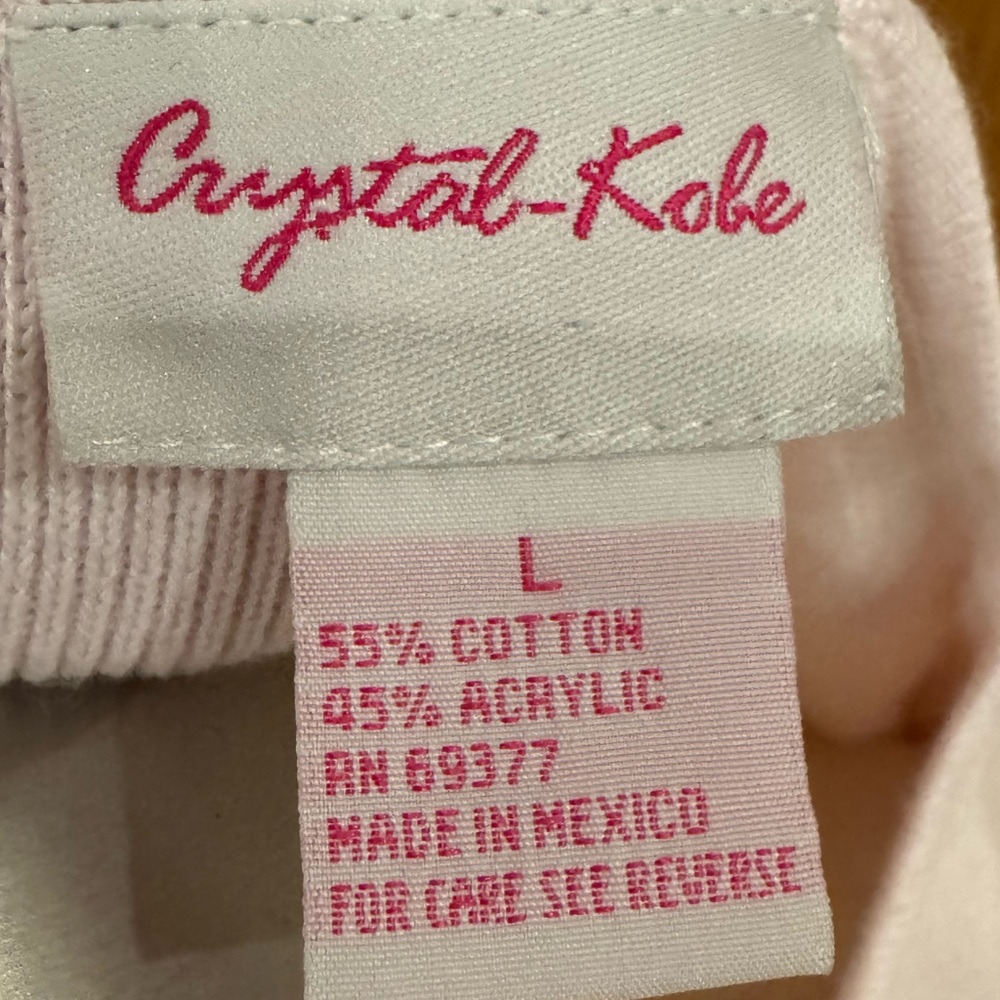 Crystal-Kobe
L
55% COTTON
45% ACRYLIC
RN 69377
MADE IN MEXICO
FOR CARE SEE REVERSE